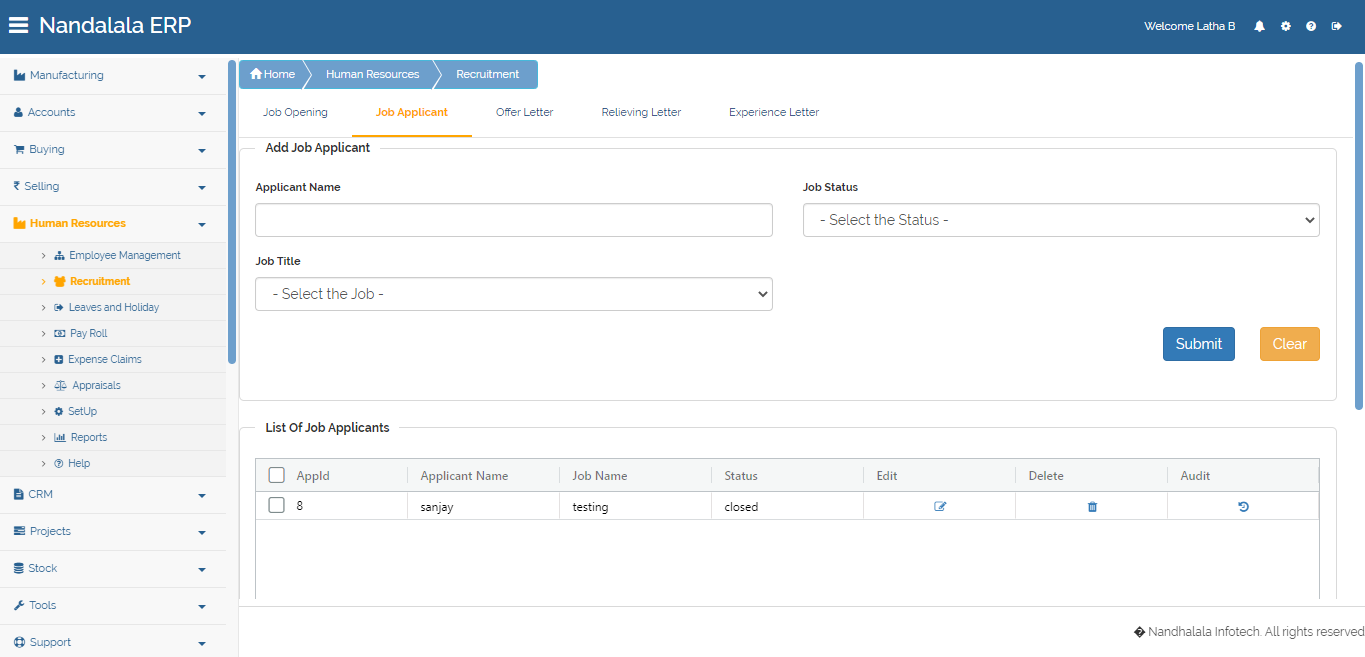 Nandalala ERP
Welcome Latha B
Manufacturing
Accounts
Buying
Selling
Human Resources
Employee Management
Recruitment
Leaves and Holiday
Pay Roll
Expense Claims
Appraisals
SetUp
Reports
Help
CRM
Projects
Stock
Tools
Support
Home Human Resources Recruitment
Job Opening Job Applicant Offer Letter Relieving Letter Experience Letter
Add Job Applicant
Applicant Name Job Status
- Select the Status -
Job Title
- Select the Job -
Submit Clear
List Of Job Applicants
AppId Applicant Name Job Name Status Edit Delete Audit
8 sanjay testing closed
� Nandhalala Infotech. All rights reserved